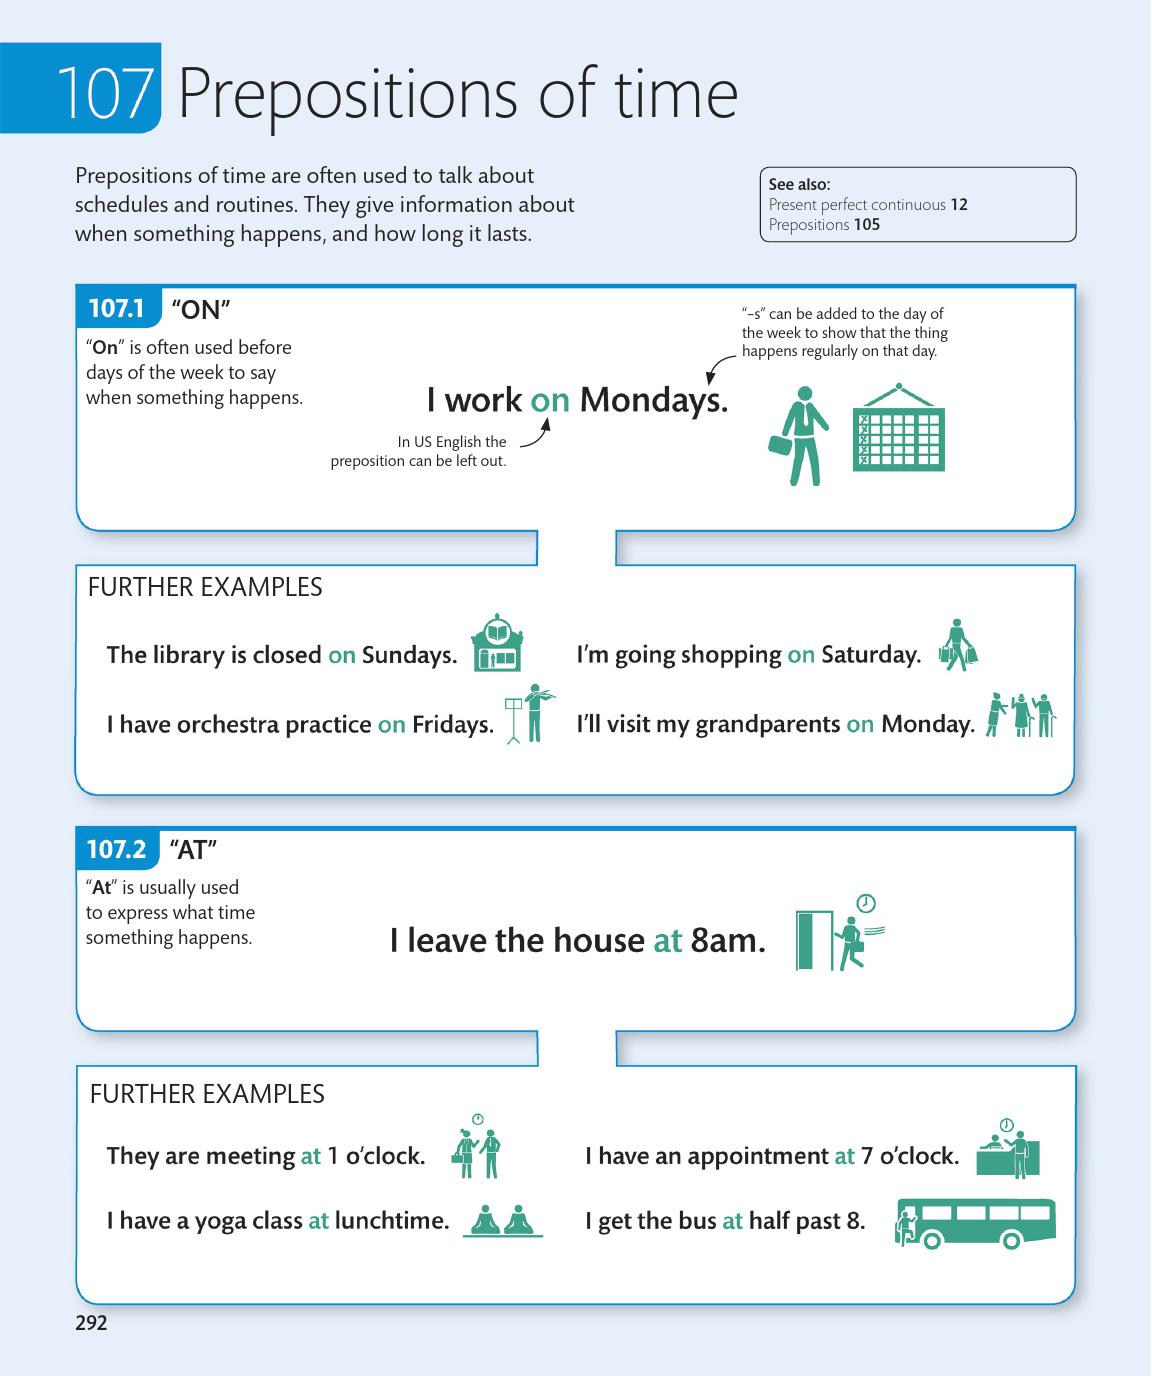 107 Prepositions of time
Prepositions of time are often used to talk about
schedules and routines. They give information about
when something happens, and how long it lasts.
See also:
Present perfect continuous 12
Prepositions 105
107.1 “ON”
“On” is often used before
days of the week to say
when something happens.
“–s” can be added to the day of
the week to show that the thing
happens regularly on that day.
I work on Mondays.
In US English the
preposition can be left out.
FURTHER EXAMPLES
The library is closed on Sundays.
I’m going shopping on Saturday.
I have orchestra practice on Fridays.
I’ll visit my grandparents on Monday.
107.2 “AT”
“At” is usually used
to express what time
something happens.
I leave the house at 8am.
FURTHER EXAMPLES
They are meeting at 1 o’clock.
I have an appointment at 7 o’clock.
I have a yoga class at lunchtime.
I get the bus at half past 8.
292